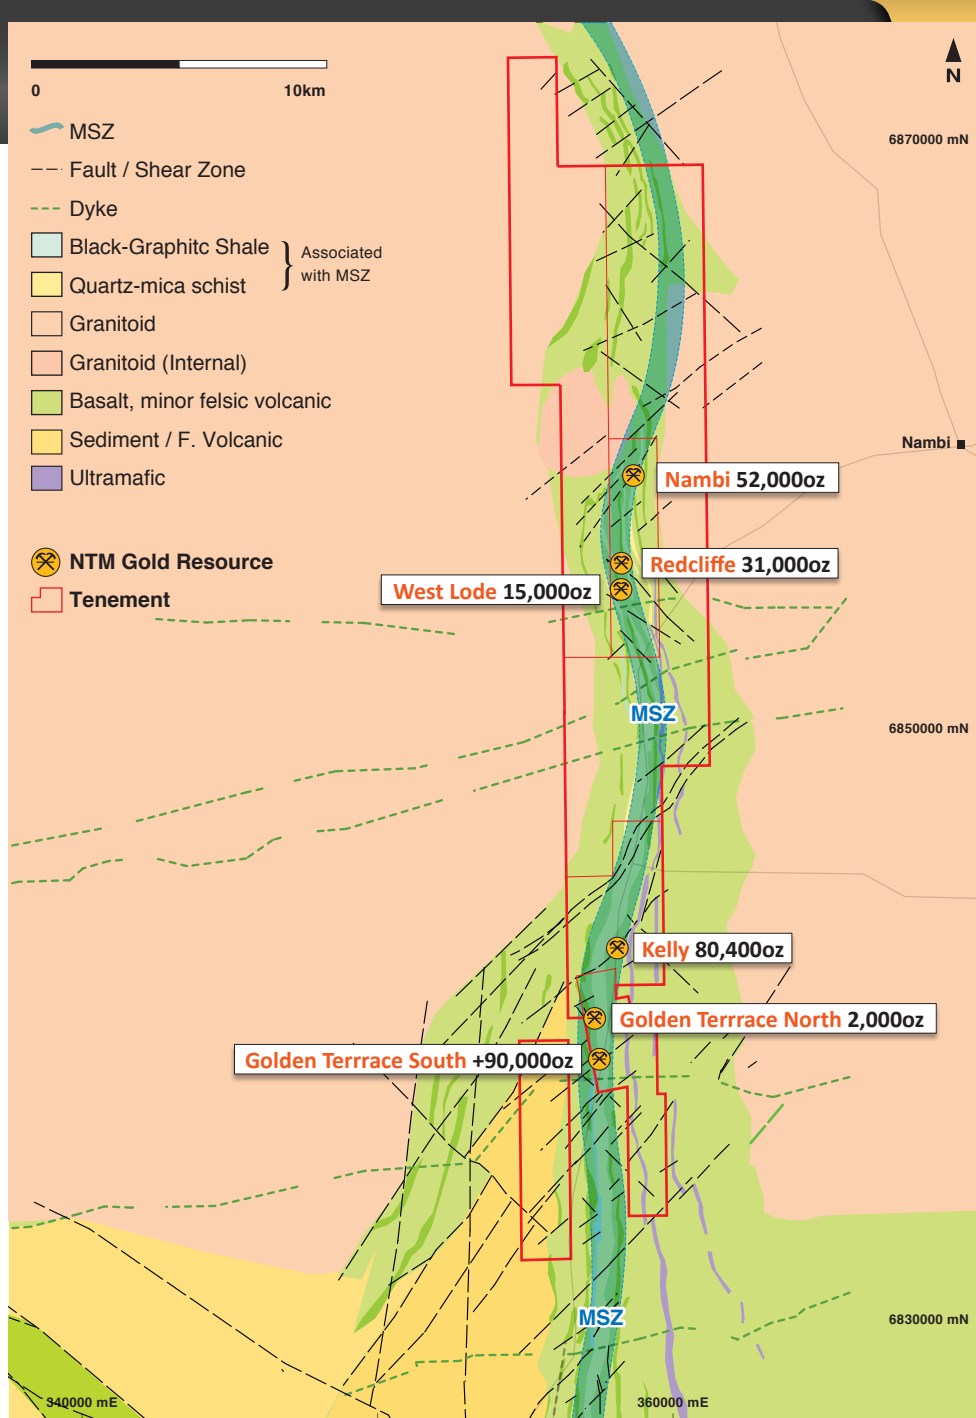 N
0 10km
6870000 mN
MSZ
Fault / Shear Zone
Dyke
Black-Graphitc Shale
Quartz-mica schist
Associated
with MSZ
Granitoid
Granitoid (Internal)
Basalt, minor felsic volcanic
Sediment / F. Volcanic
Ultramafic
NTM Gold Resource
Tenement
Nambi
Nambi 52,000oz
Redcliffe 31,000oz
West Lode 15,000oz
MSZ
6850000 mN
Kelly 80,400oz
Golden Terrrace North 2,000oz
Golden Terrrace South +90,000oz
MSZ
6830000 mN
340000 mE
360000 mE